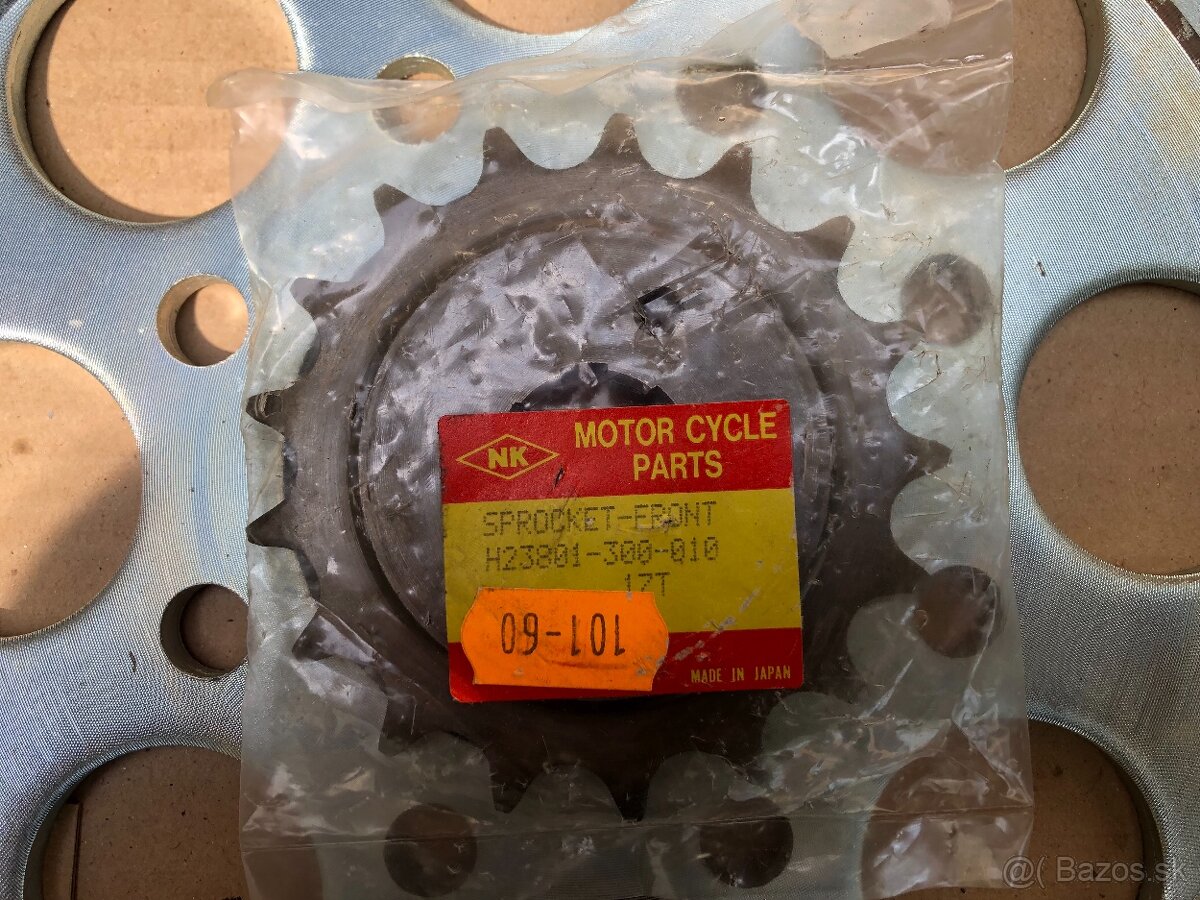 NK
MOTOR CYCLE
PARTS
SPROCKET-FRONT
H23801-300-010
17T
101-60
MADE IN JAPAN
@( Bazos.sk